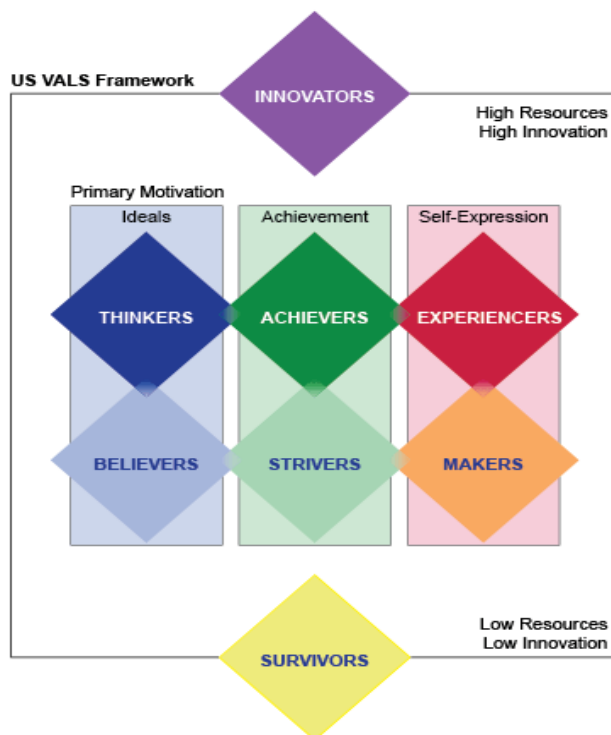 US VALS Framework
INNOVATORS
High Resources
High Innovation
Primary Motivation
Ideals
Achievement
Self-Expression
THINKERS
ACHIEVERS
EXPERIENCERS
BELIEVERS
STRIVERS
MAKERS
Low Resources
Low Innovation
SURVIVORS